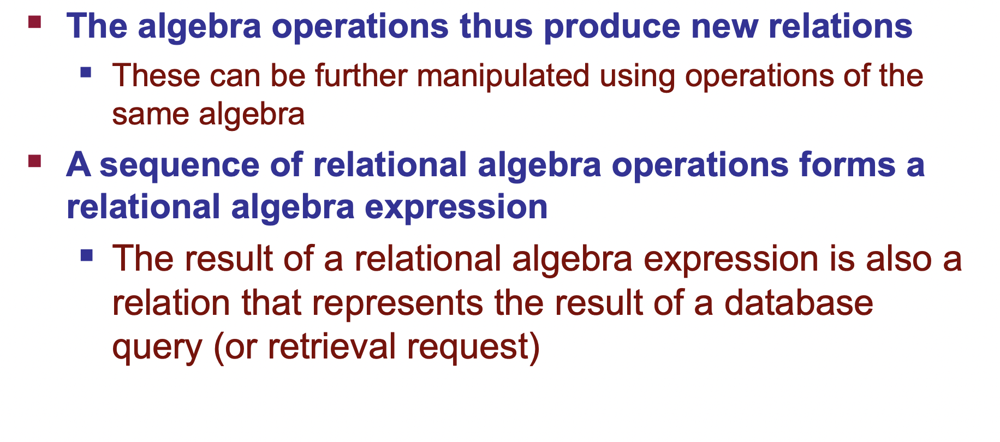 The algebra operations thus produce new relations
These can be further manipulated using operations of the
same algebra
A sequence of relational algebra operations forms a
relational algebra expression
The result of a relational algebra expression is also a
relation that represents the result of a database
query (or retrieval request)